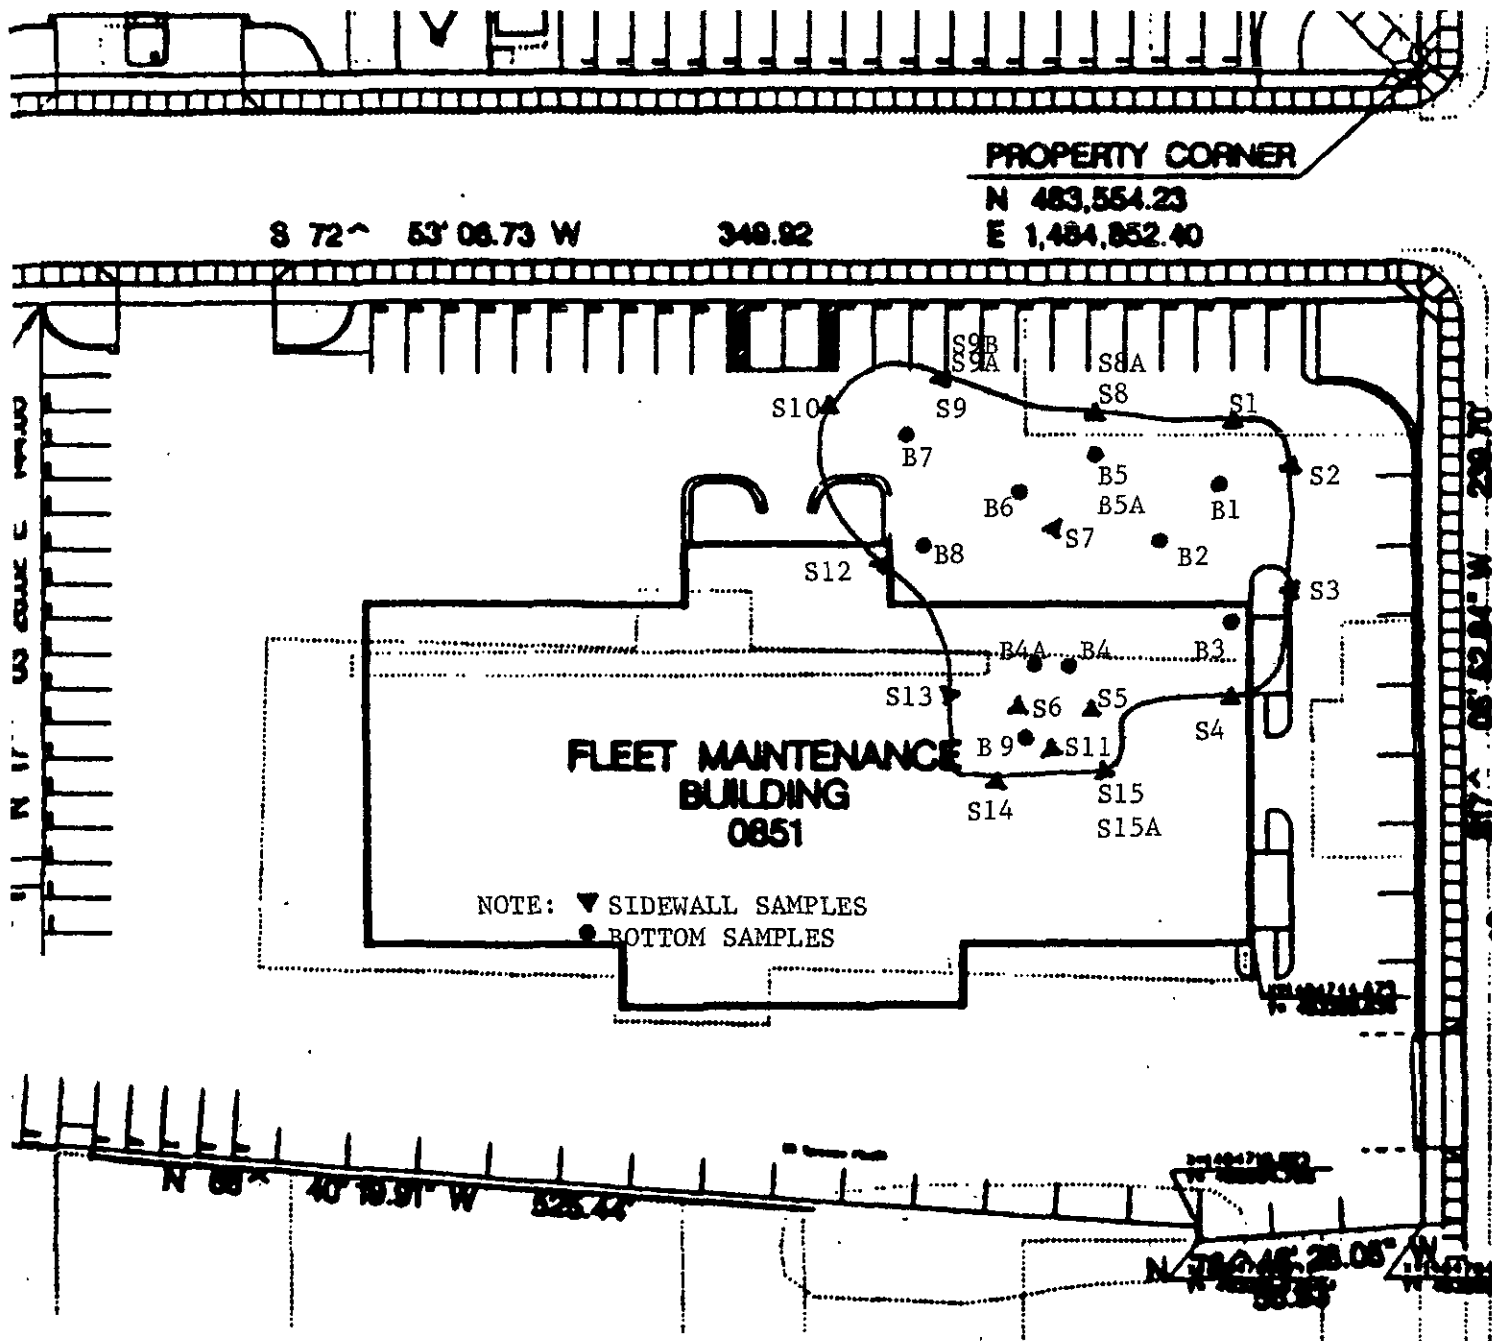 PROPERTY CORNER
N 483,554.23
E 1,484,852.40
S 72^ 53' 06.73 W 349.92
S9B
S9A
S9
S8A
S8
S1
S10
S2
B7
B5
B5A
B6
B1
S7
B2
B8
S12
S3
B4A
B4
B3
S13
S6
S5
S4
B9
S11
FLEET MAINTENANCE
BUILDING
0851
S14
S15
S15A
NOTE: ▼ SIDEWALL SAMPLES
● BOTTOM SAMPLES
40' 19.91" W 525.44'